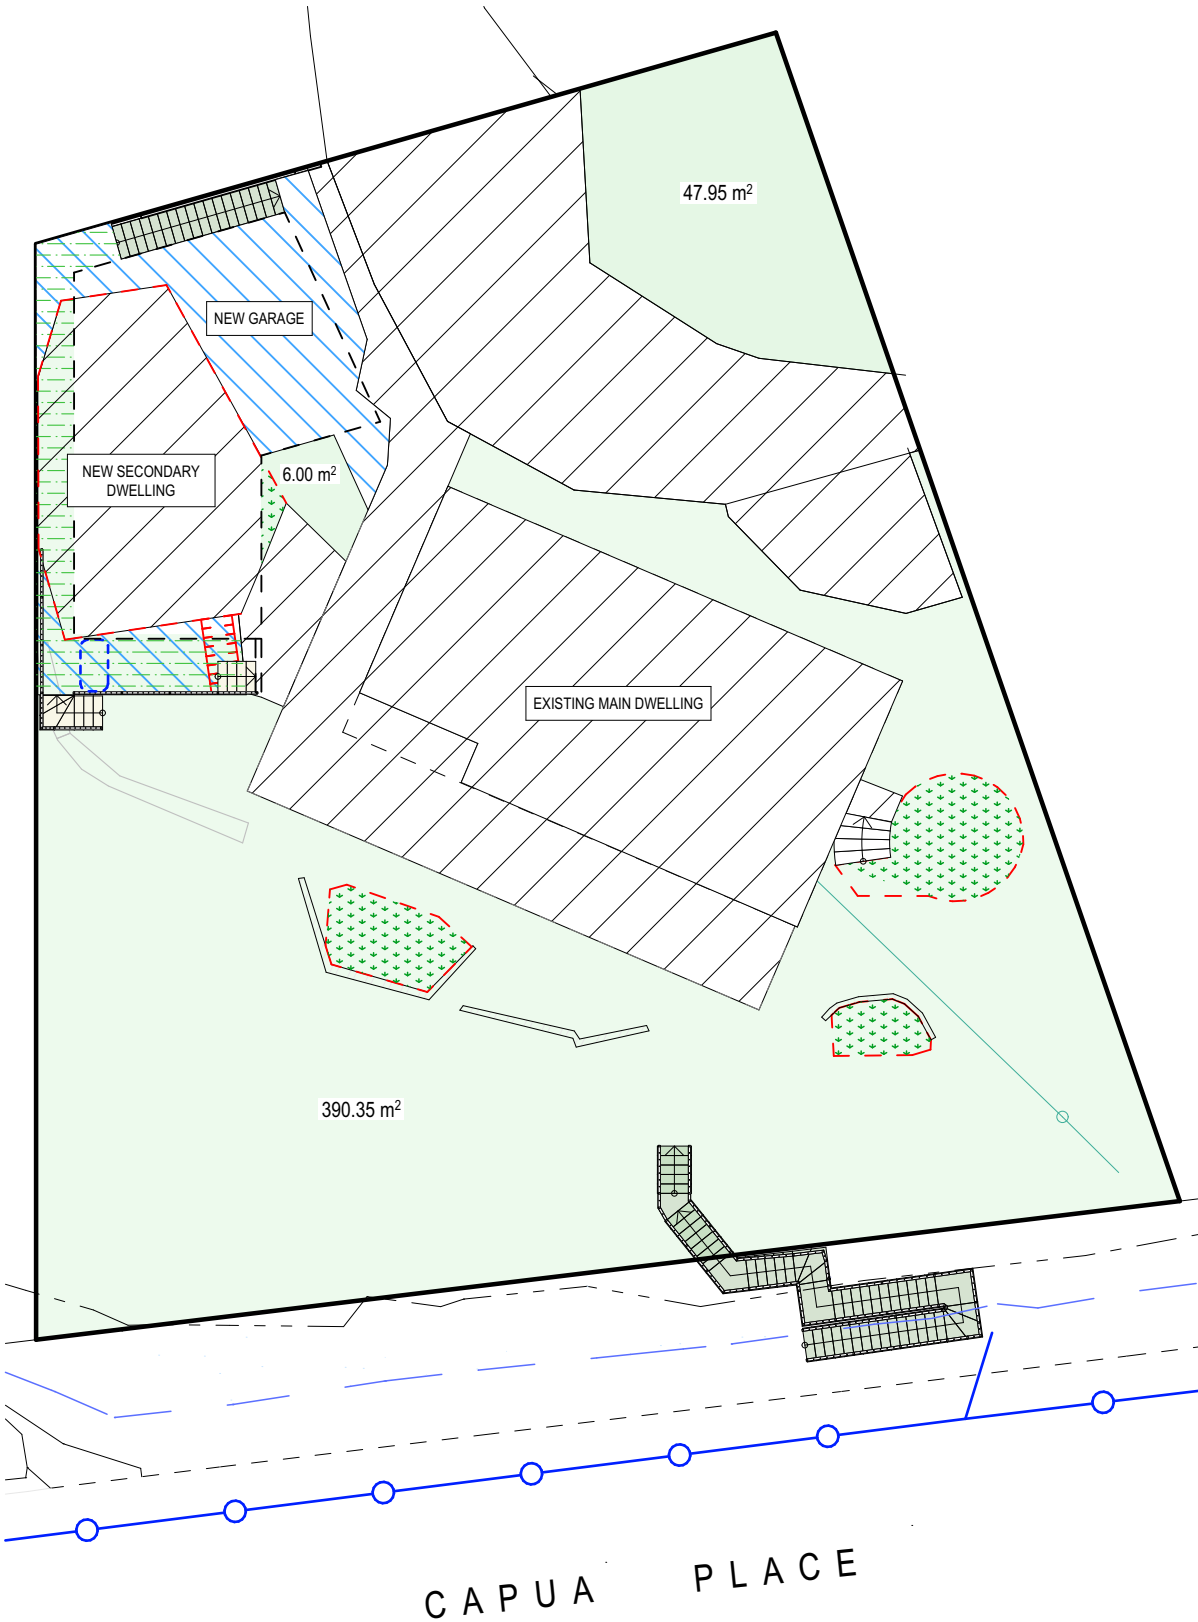 47.95 m²
NEW GARAGE
NEW SECONDARY
DWELLING
6.00 m²
EXISTING MAIN DWELLING
390.35 m²
CAPUA PLACE